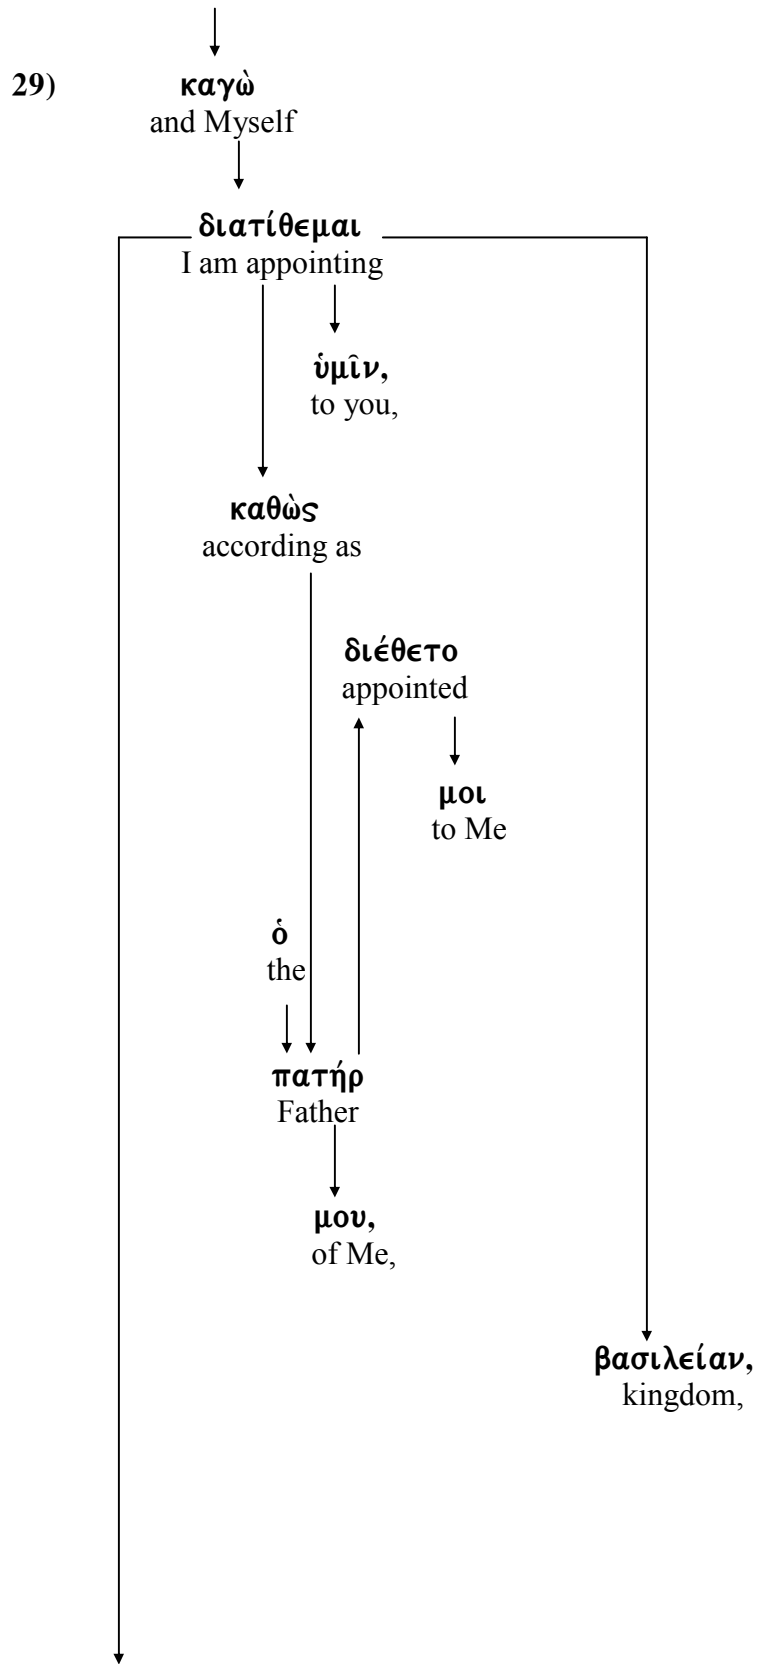 29) καγὼ
and Myself
διατίθεμαι
I am appointing
ὑμῖν,
to you,
καθὼς
according as
διέθετο
appointed
μοι
to Me
ὁ
the
πατήρ
Father
μου,
of Me,
βασιλείαν,
kingdom,